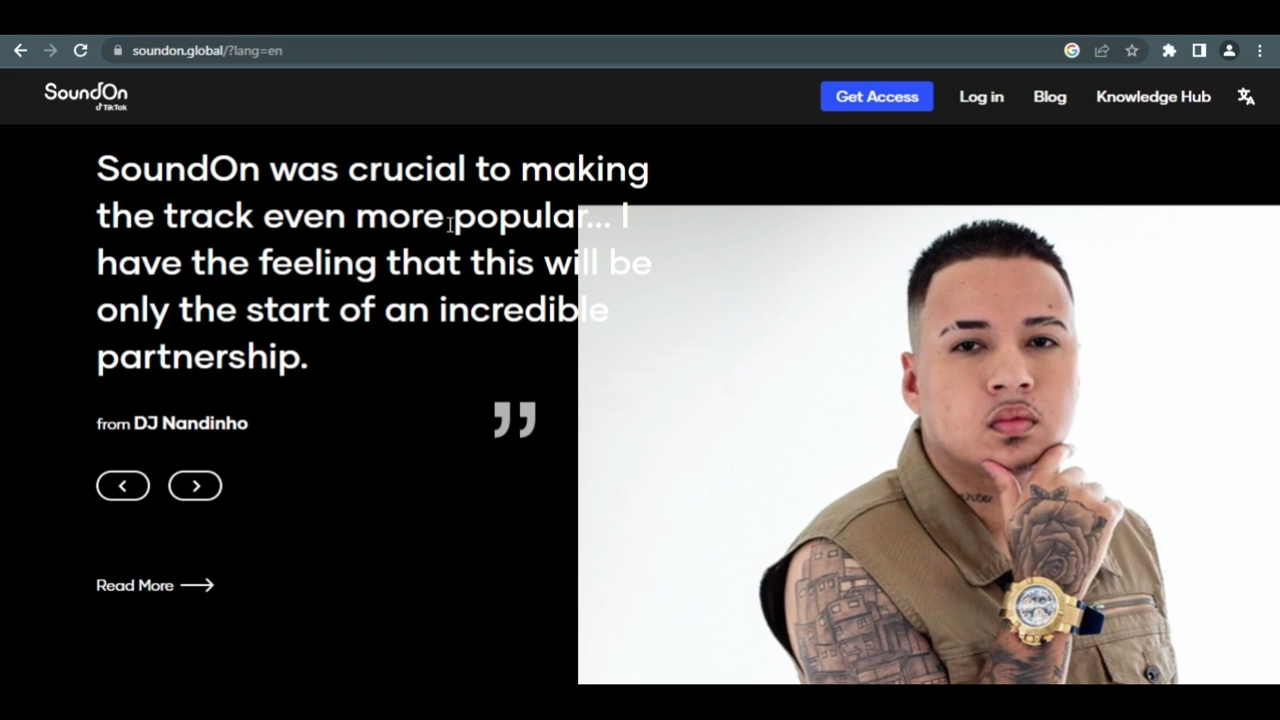 soundon.global/?lang=en
SoundOn
TikTok
Get Access
Log in
Blog
Knowledge Hub
SoundOn was crucial to making
the track even more popular... I
have the feeling that this will be
only the start of an incredible
partnership.
from DJ Nandinho
”
Read More